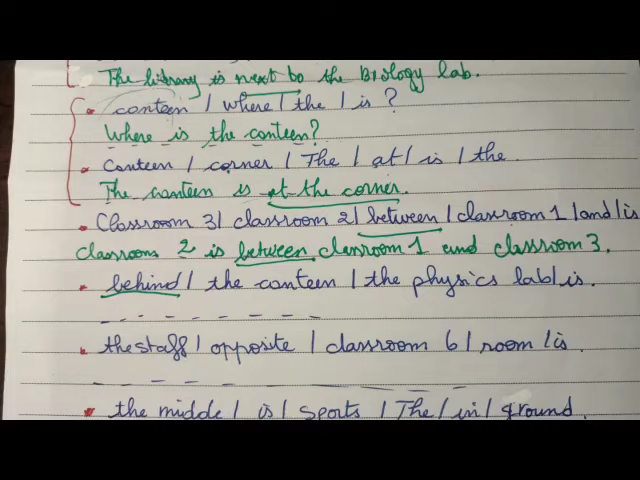 The library is next to the Biology lab.
• canteen / where / the / is ?
Where is the canteen?
• Canteen / corner / The / at / is / the
The canteen is at the corner.
• Classroom 3/ classroom 2/ between / classroom 1 /and/is
classroom 2 is between classroom 1 and classroom 3.
• behind / the canteen / the physics lab/is.
• the staff / opposite / classroom 6/ room /is.
• the middle / is / sports / The / in / ground.